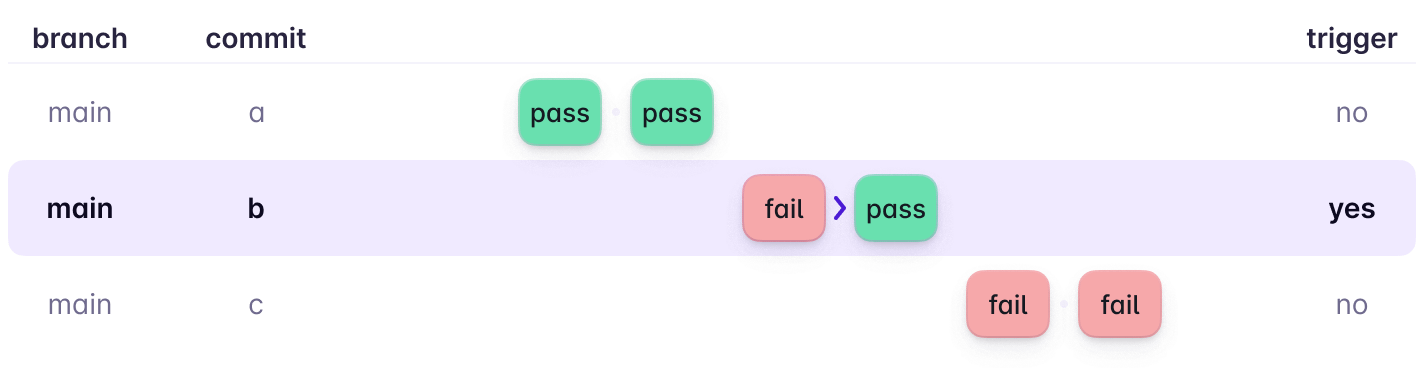 branch commit trigger
main a pass pass no
main b fail pass yes
main c fail fail no